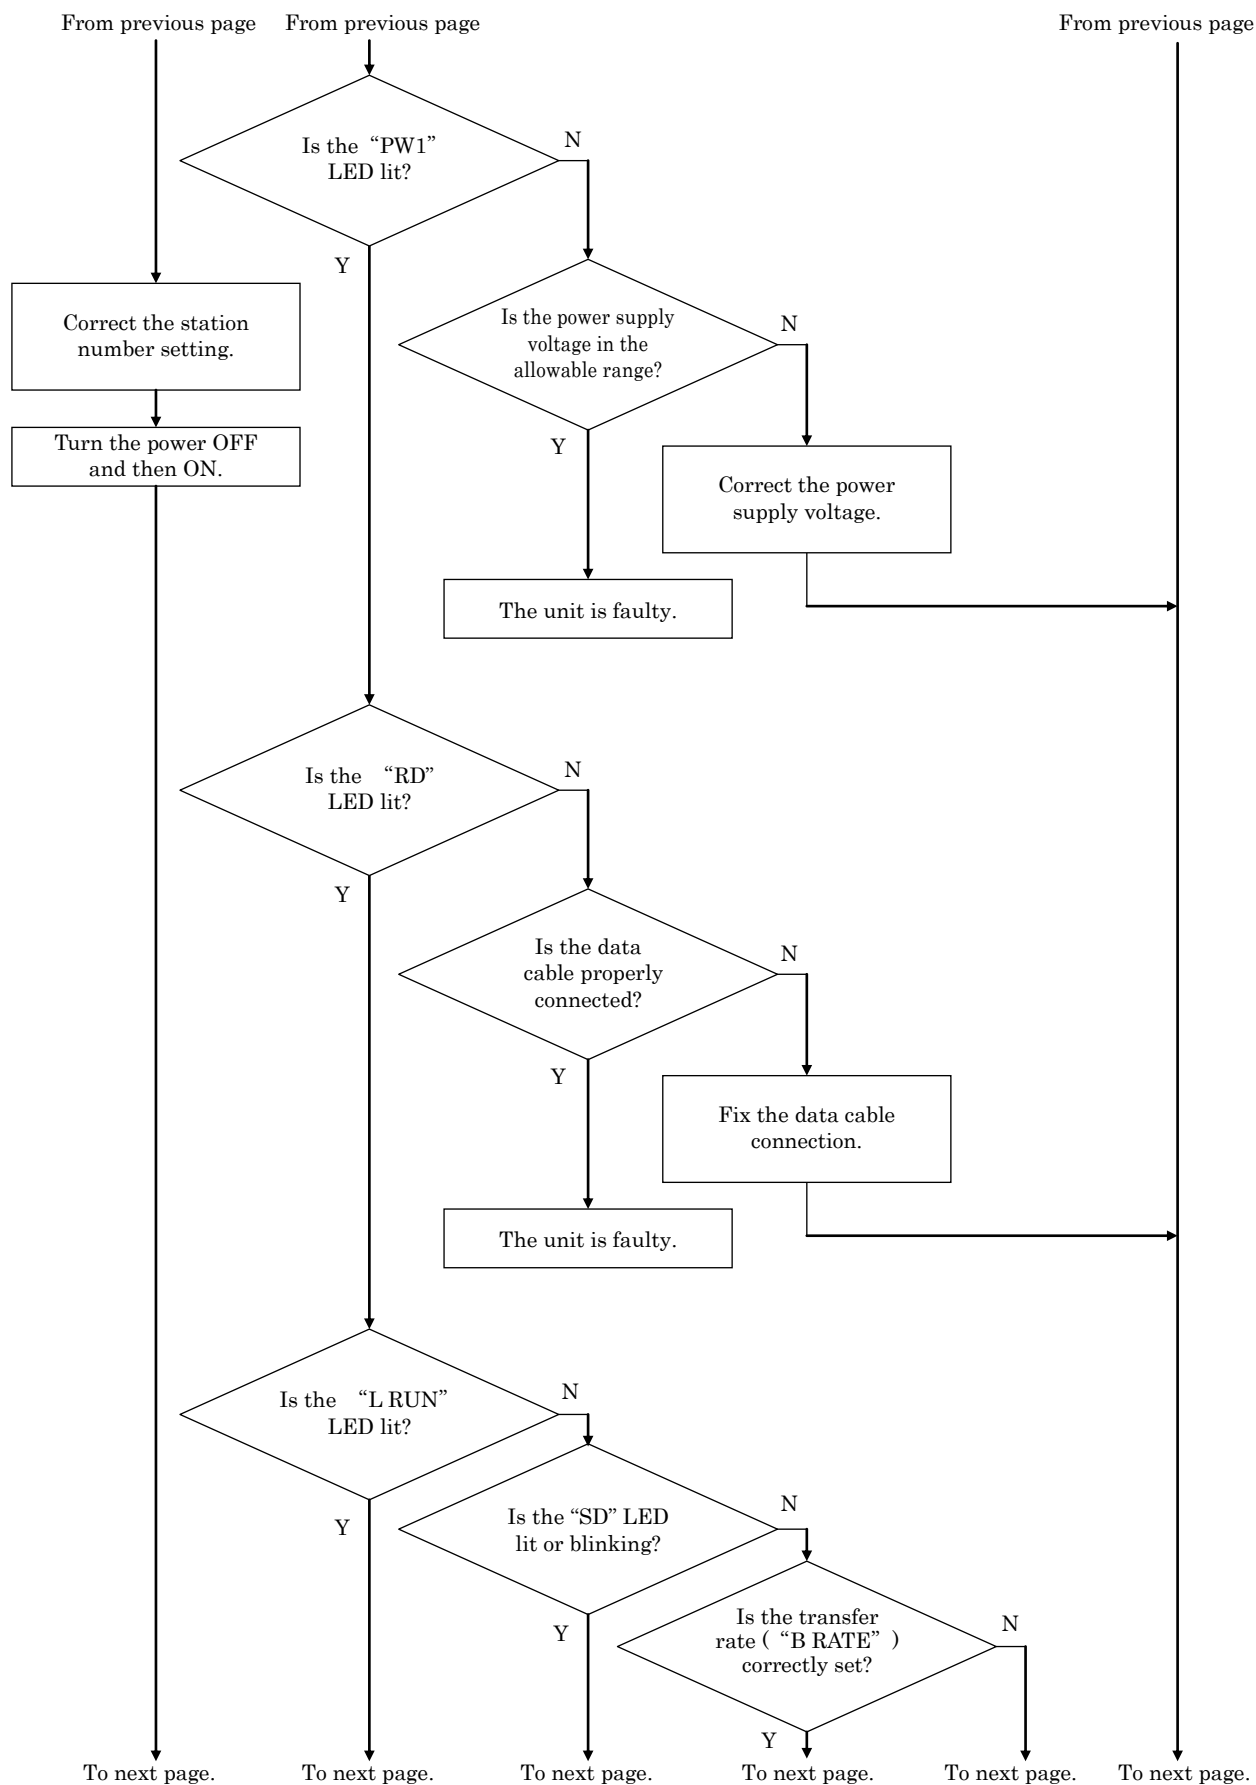 From previous page
From previous page
From previous page
Is the “PW1”
LED lit?
N
Y
Correct the station
number setting.
Is the power supply
voltage in the
allowable range?
N
Y
Turn the power OFF
and then ON.
Correct the power
supply voltage.
The unit is faulty.
Is the “RD”
LED lit?
N
Y
Is the data
cable properly
connected?
N
Y
Fix the data cable
connection.
The unit is faulty.
Is the “L RUN”
LED lit?
N
Y
Is the “SD” LED
lit or blinking?
N
Y
Is the transfer
rate ( “B RATE” )
correctly set?
N
Y
To next page.
To next page.
To next page.
To next page.
To next page.
To next page.